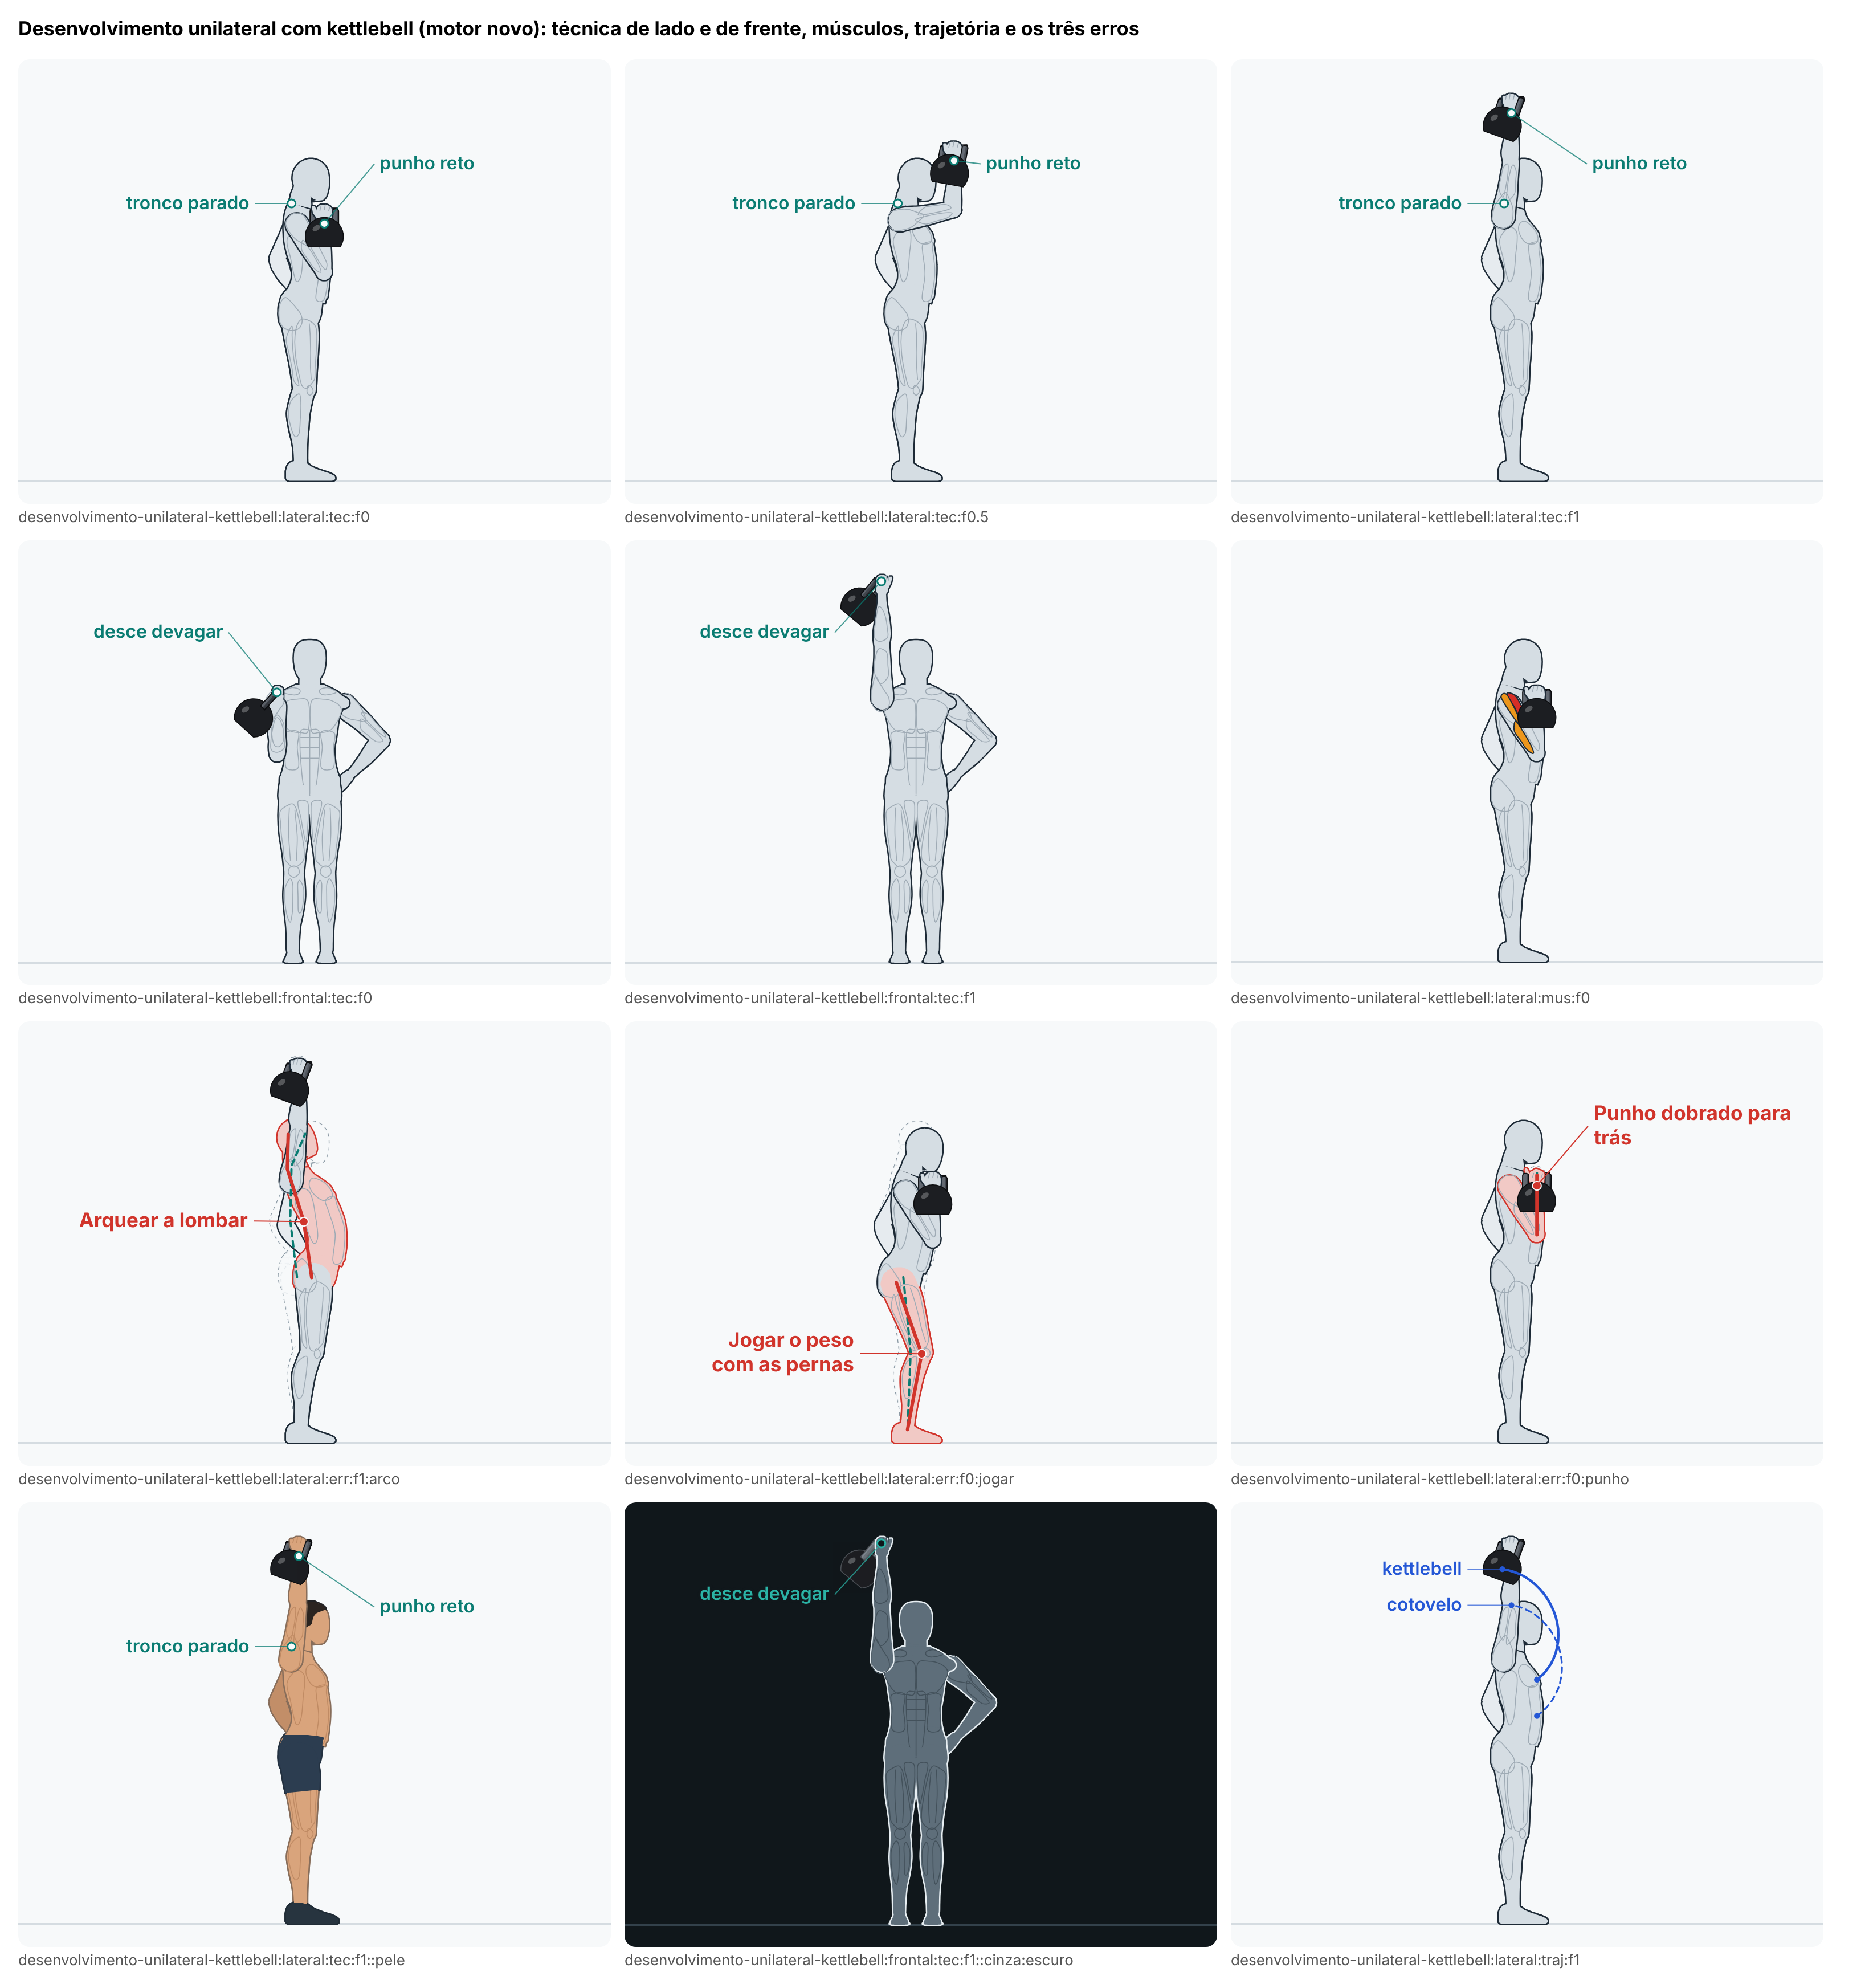 Desenvolvimento unilateral com kettlebell (motor novo): técnica de lado e de frente, músculos, trajetória e os três erros
punho reto
tronco parado
desenvolvimento-unilateral-kettlebell:lateral:tec:f0
punho reto
tronco parado
desenvolvimento-unilateral-kettlebell:lateral:tec:f0.5
punho reto
tronco parado
desenvolvimento-unilateral-kettlebell:lateral:tec:f1
desce devagar
desenvolvimento-unilateral-kettlebell:frontal:tec:f0
desce devagar
desenvolvimento-unilateral-kettlebell:frontal:tec:f1
desenvolvimento-unilateral-kettlebell:lateral:mus:f0
Arquear a lombar
desenvolvimento-unilateral-kettlebell:lateral:err:f1:arco
Jogar o peso
com as pernas
desenvolvimento-unilateral-kettlebell:lateral:err:f0:jogar
Punho dobrado para
trás
desenvolvimento-unilateral-kettlebell:lateral:err:f0:punho
punho reto
tronco parado
desenvolvimento-unilateral-kettlebell:lateral:tec:f1::pele
desce devagar
desenvolvimento-unilateral-kettlebell:frontal:tec:f1::cinza:escuro
kettlebell
cotovelo
desenvolvimento-unilateral-kettlebell:lateral:traj:f1